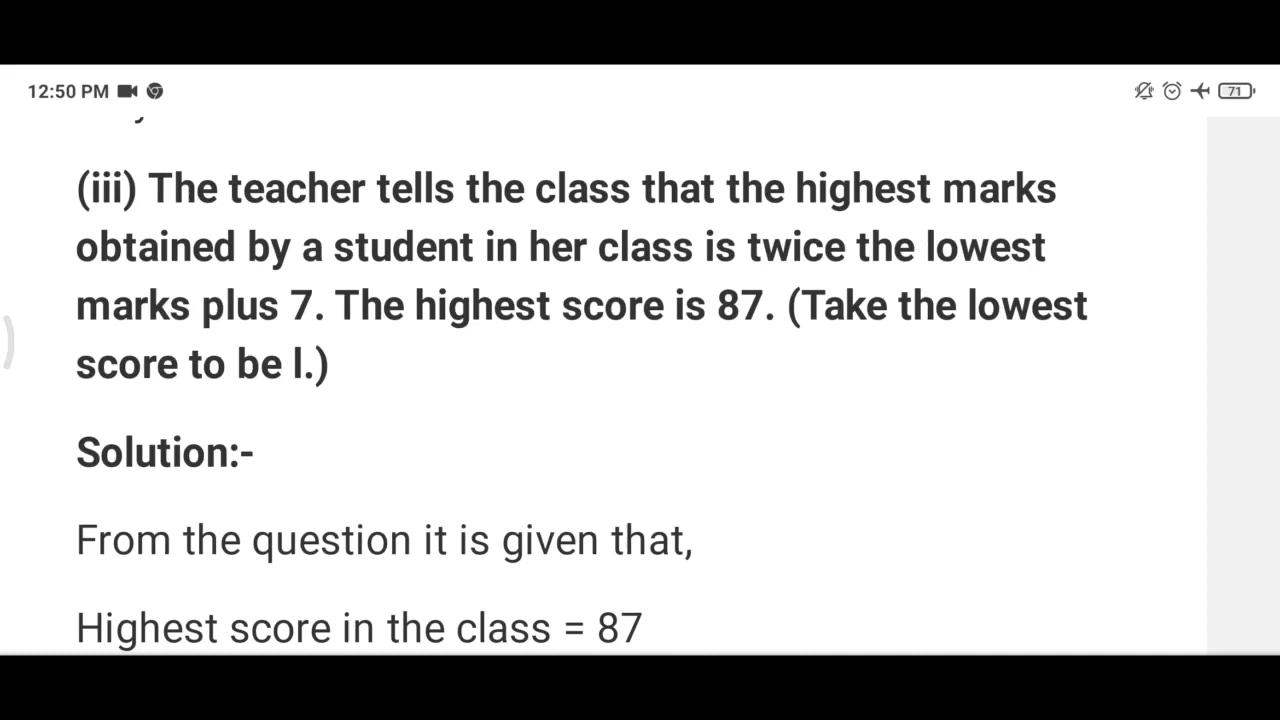 12:50 PM
71
(iii) The teacher tells the class that the highest marks
obtained by a student in her class is twice the lowest
marks plus 7. The highest score is 87. (Take the lowest
score to be l.)
Solution:-
From the question it is given that,
Highest score in the class = 87